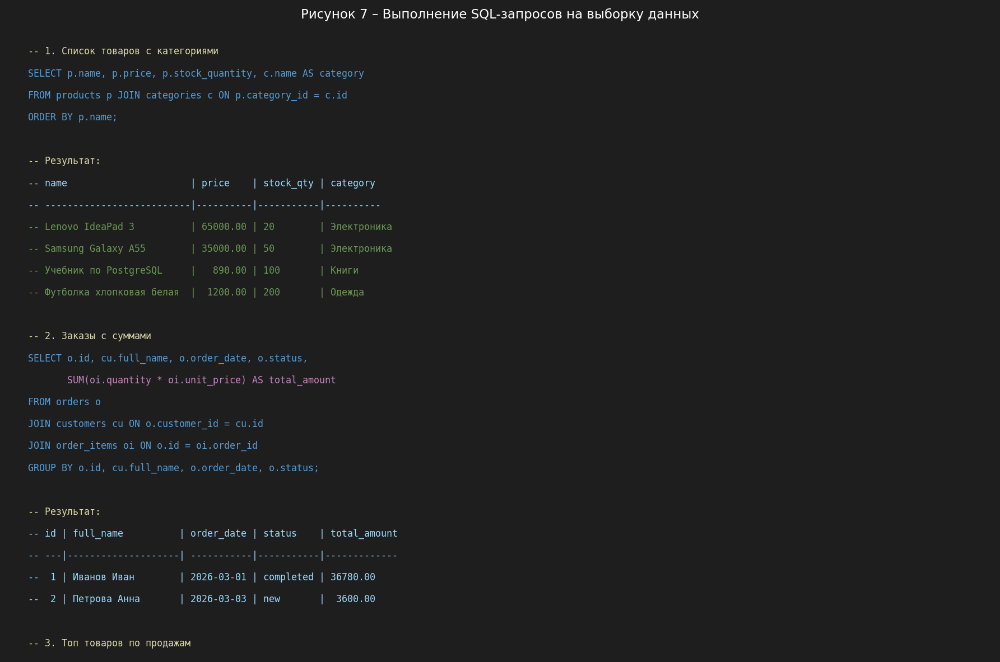 Рисунок 7 – Выполнение SQL-запросов на выборку данных
-- 1. Список товаров с категориями
SELECT p.name, p.price, p.stock_quantity, c.name AS category
FROM products p JOIN categories c ON p.category_id = c.id
ORDER BY p.name;
-- Результат:
-- name                      | price    | stock_qty | category
-- --------------------------|----------|-----------|----------
-- Lenovo IdeaPad 3          | 65000.00 | 20        | Электроника
-- Samsung Galaxy A55        | 35000.00 | 50        | Электроника
-- Учебник по PostgreSQL     |   890.00 | 100       | Книги
-- Футболка хлопковая белая  |  1200.00 | 200       | Одежда
-- 2. Заказы с суммами
SELECT o.id, cu.full_name, o.order_date, o.status,
       SUM(oi.quantity * oi.unit_price) AS total_amount
FROM orders o
JOIN customers cu ON o.customer_id = cu.id
JOIN order_items oi ON o.id = oi.order_id
GROUP BY o.id, cu.full_name, o.order_date, o.status;
-- Результат:
-- id | full_name          | order_date | status    | total_amount
-- ---|--------------------| -----------|-----------|-------------
--  1 | Иванов Иван        | 2026-03-01 | completed | 36780.00
--  2 | Петрова Анна       | 2026-03-03 | new       |  3600.00
-- 3. Топ товаров по продажам